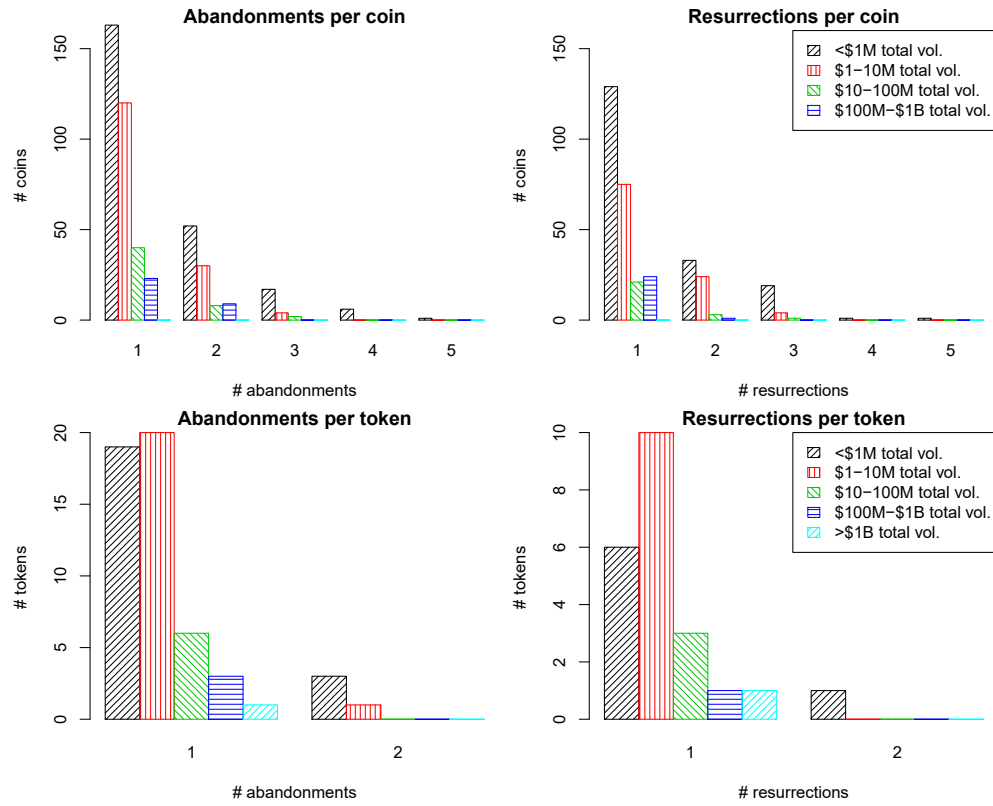 Abandonments per coin
# coins
0
50
100
150
1 2 3 4 5
# abandonments
Resurrections per coin
<$1M total vol.
$1−10M total vol.
$10−100M total vol.
$100M−$1B total vol.
# coins
0
50
100
150
1 2 3 4 5
# resurrections
Abandonments per token
# tokens
0
5
10
15
20
1 2
# abandonments
Resurrections per token
<$1M total vol.
$1−10M total vol.
$10−100M total vol.
$100M−$1B total vol.
>$1B total vol.
# tokens
0
2
4
6
8
10
1 2
# resurrections